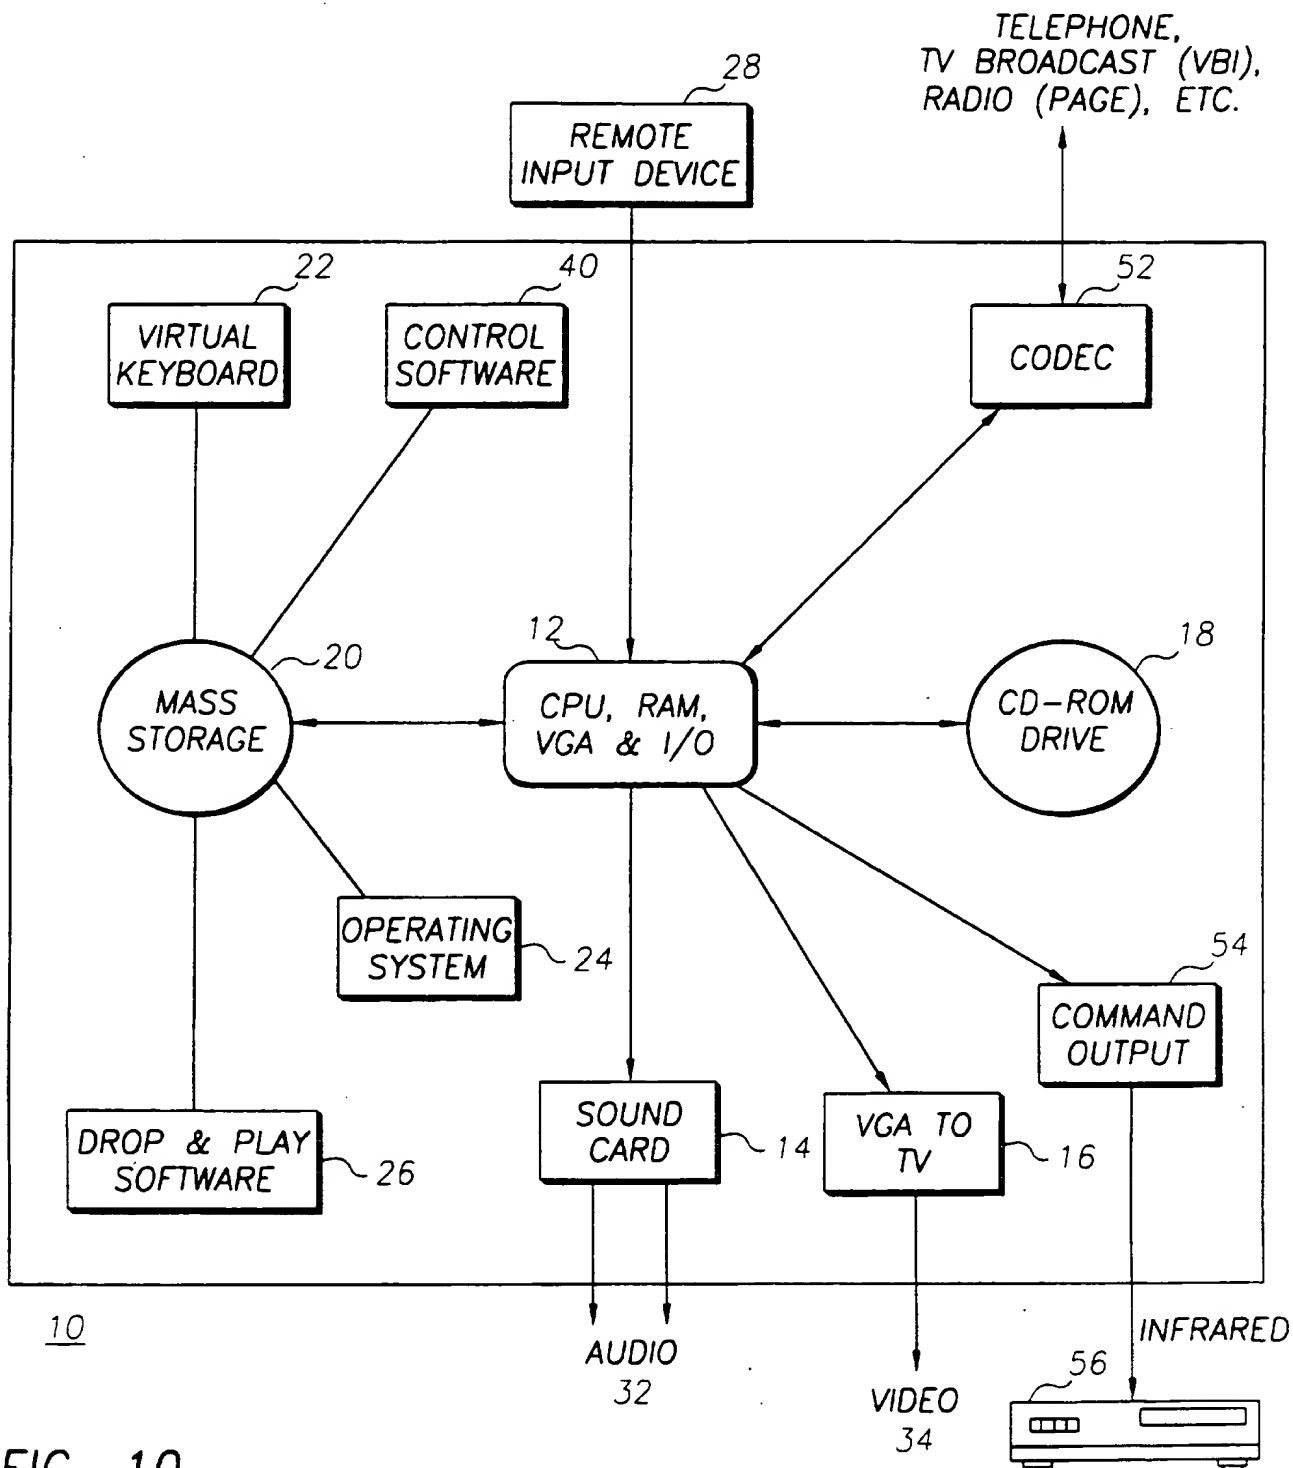 TELEPHONE,
TV BROADCAST (VBI),
RADIO (PAGE), ETC.
28
REMOTE
INPUT DEVICE
22
40
52
VIRTUAL
KEYBOARD
CONTROL
SOFTWARE
CODEC
12
18
20
MASS
STORAGE
CPU, RAM,
VGA & I/O
CD-ROM
DRIVE
OPERATING
SYSTEM
24
54
COMMAND
OUTPUT
SOUND
CARD
14
VGA TO
TV
16
DROP & PLAY
SOFTWARE
26
10
INFRARED
AUDIO
32
56
VIDEO
34
FIG. 10